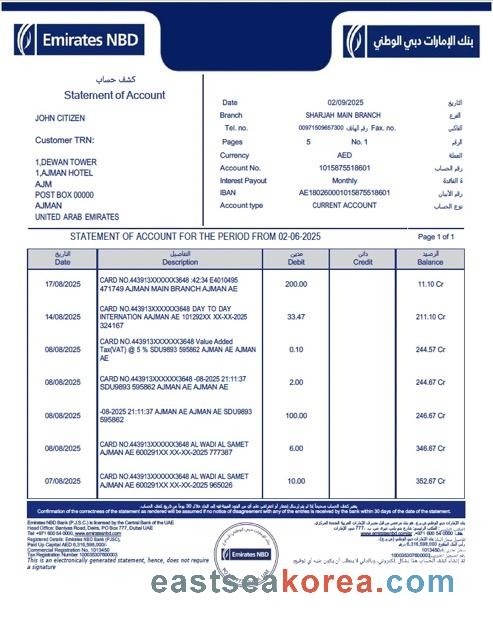 Emirates NBD
بنك الإمارات دبي الوطني
كشف حساب
Statement of Account
JOHN CITIZEN
Customer TRN:
1,DEWAN TOWER
1,AJMAN HOTEL
AJM
POST BOX 00000
AJMAN
UNITED ARAB EMIRATES
Date 02/09/2025 التاريخ
Branch SHARJAH MAIN BRANCH الفرع
Tel. no. 00971509657300 رقم الهاتف Fax. no. الفاكس
Pages 5 No. 1 الرقم
Currency AED العملة
Account No. 1015875518601 رقم الحساب
Interest Payout Monthly
IBAN AE180260001015875518601
Account type CURRENT ACCOUNT نوع الحساب
STATEMENT OF ACCOUNT FOR THE PERIOD FROM 02-06-2025 Page 1 of 1
التاريخ التفاصيل مدين دائن الرصيد
Date Description Debit Credit Balance
17/08/2025 CARD NO.443913XXXXXX3648 :42:34 E4010495 200.00 11.10 Cr
471749 AJMAN MAIN BRANCH AJMAN AE
14/08/2025 CARD NO.443913XXXXXX3648 DAY TO DAY 33.47 211.10 Cr
INTERNATION AAJMAN AE 101292XX XX-XX-2025
324167
08/08/2025 CARD NO.443913XXXXXX3648 Value Added 0.10 244.57 Cr
Tax(VAT) @ 5 % SDU9893 595862 AJMAN AE AJMAN
AE
08/08/2025 CARD NO.443913XXXXXX3648 -08-2025 21:11:37 2.00 244.67 Cr
SDU9893 595862 AJMAN AE AJMAN AE
08/08/2025 -08-2025 21:11:37 AJMAN AE AJMAN AE SDU9893 100.00 246.67 Cr
595862
08/08/2025 CARD NO.443913XXXXXX3648 AL WADI AL SAMET 6.00 346.67 Cr
AJMAN AE 600291XX XX-XX-2025 777387
07/08/2025 CARD NO.443913XXXXXX3648 AL WADI AL SAMET 10.00 352.67 Cr
AJMAN AE 600291XX XX-XX-2025 965026
Confirmation of the correctness of the statement as rendered will be assumed if no notice of disagreement with any of the entries is received by the bank within 30 days of the date of the statement.
Emirates NBD Bank (P.J.S.C.) is licensed by the Central Bank of the UAE
Head Office: Baniyas Road, Deira, PO Box 777, Dubai UAE
Tel: +971 600 54 0000, www.emiratesnbd.com
Registered Details: Emirates NBD Bank (PJSC),
Paid Up Capital AED 6,316,598,000/-
Commercial Registration No. 1013450
Tax Registration Number
This is an electronically generated statement, hence, does not require
a signature
Emirates NBD
eastseakorea.com